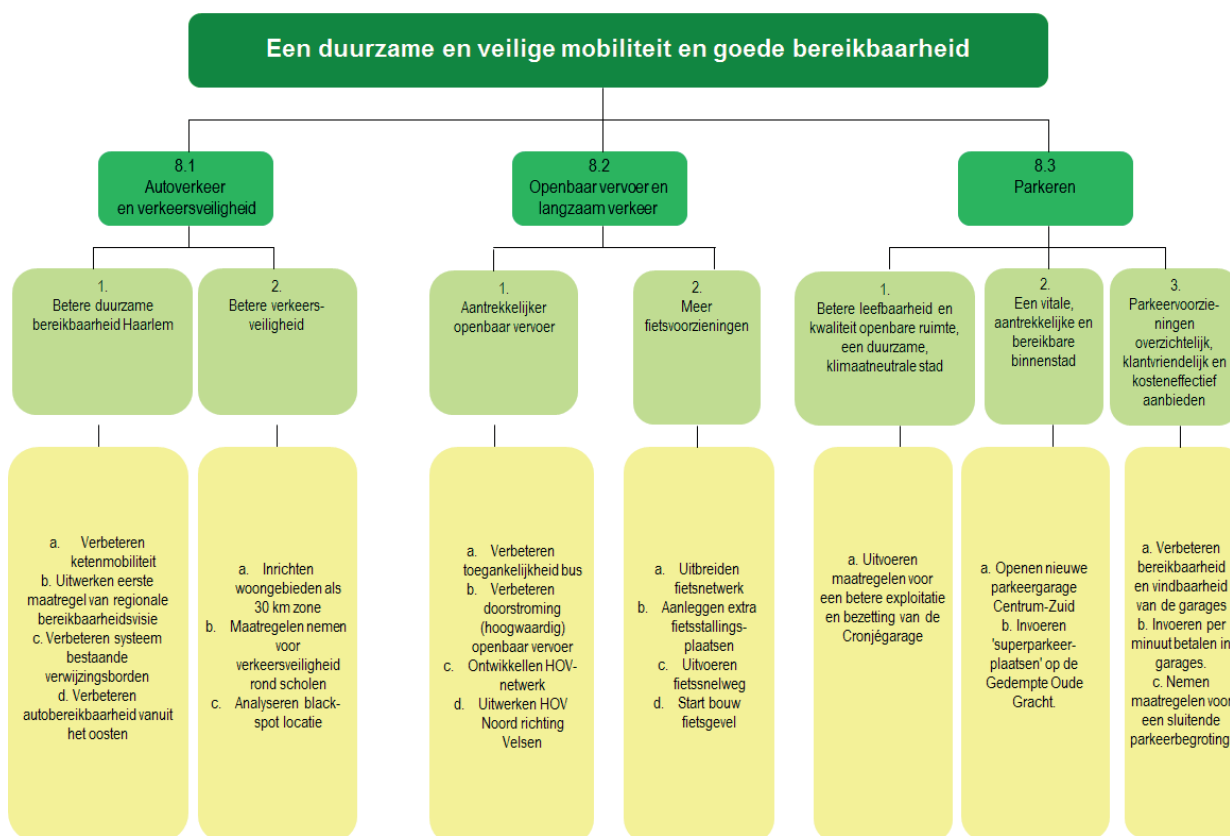 Een duurzame en veilige mobiliteit en goede bereikbaarheid
8.1
Autoverkeer
en verkeersveiligheid
8.2
Openbaar vervoer en
langzaam verkeer
8.3
Parkeren
1.
Betere duurzame
bereikbaarheid Haarlem
2.
Betere verkeers-
veiligheid
1.
Aantrekkelijker
openbaar vervoer
2.
Meer
fietsvoorzieningen
1.
Betere leefbaarheid en
kwaliteit openbare ruimte,
een duurzame,
klimaatneutrale stad
2.
Een vitale,
aantrekkelijke en
bereikbare
binnenstad
3.
Parkeervoorzie-
ningen
overzichtelijk,
klantvriendelijk en
kosteneffectief
aanbieden
a. Verbeteren
ketenmobiliteit
b. Uitwerken eerste
maatregel van regionale
bereikbaarheidsvisie
c. Verbeteren systeem
bestaande
verwijzingsborden
d. Verbeteren
autobereikbaarheid vanuit
het oosten
a. Inrichten
woongebieden als
30 km zone
b. Maatregelen nemen
voor
verkeersveiligheid
rond scholen
c. Analyseren black-
spot locatie
a. Verbeteren
toegankelijkheid bus
b. Verbeteren
doorstroming
(hoogwaardig)
openbaar vervoer
c. Ontwikkellen HOV-
netwerk
d. Uitwerken HOV
Noord richting
Velsen
a. Uitbreiden
fietsnetwerk
b. Aanleggen extra
fietsstallings-
plaatsen
c. Uitvoeren
fietssnelweg
d. Start bouw
fietsgevel
a. Uitvoeren
maatregelen voor
een betere exploitatie
en bezetting van de
Cronjégarage
a. Openen nieuwe
parkeergarage
Centrum-Zuid
b. Invoeren
'superparkeer-
plaatsen' op de
Gedempte Oude
Gracht.
a. Verbeteren
bereikbaarheid
en vindbaarheid
van de garages
b. Invoeren per
minuut betalen in
garages.
c. Nemen
maatregelen voor
een sluitende
parkeerbegroting